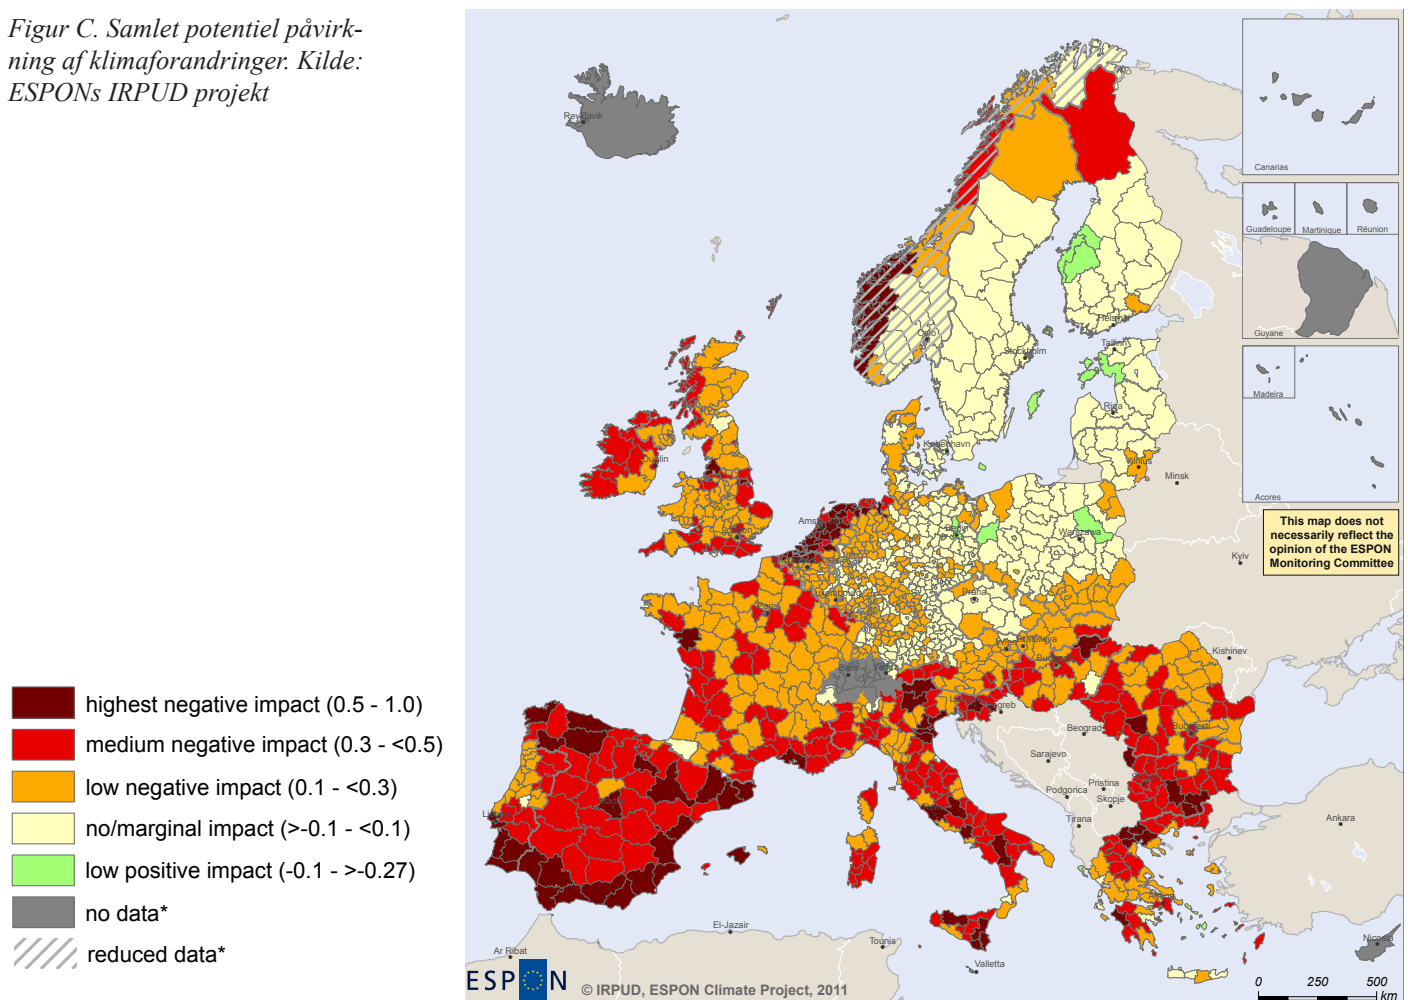 Figur C. Samlet potentiel påvirk-
ning af klimaforandringer. Kilde:
ESPONs IRPUD projekt
highest negative impact (0.5 - 1.0)
medium negative impact (0.3 - <0.5)
low negative impact (0.1 - <0.3)
no/marginal impact (>-0.1 - <0.1)
low positive impact (-0.1 - >-0.27)
no data*
reduced data*
Reykjavik
Canarias
Guadeloupe
Martinique
Réunion
Guyane
Madeira
Acores
This map does not
necessarily reflect the
opinion of the ESPON
Monitoring Committee
Oslo
Helsinki
Tallinn
Stockholm
Riga
København
Vilnius
Minsk
Dublin
London
Berlin
Warszawa
Kyiv
Luxembourg
Praha
Paris
Wien
Bratislava
Budapest
Kishinev
Bern
Vaduz
Zagreb
Beograd
Bucuresti
Sarajevo
Pristina
Podgorica
Skopje
Tirana
Ankara
Madrid
Athina
El-Jazair
Tounis
Ar Ribat
Valletta
Nicosia
ESPON
© IRPUD, ESPON Climate Project, 2011
0 250 500
km